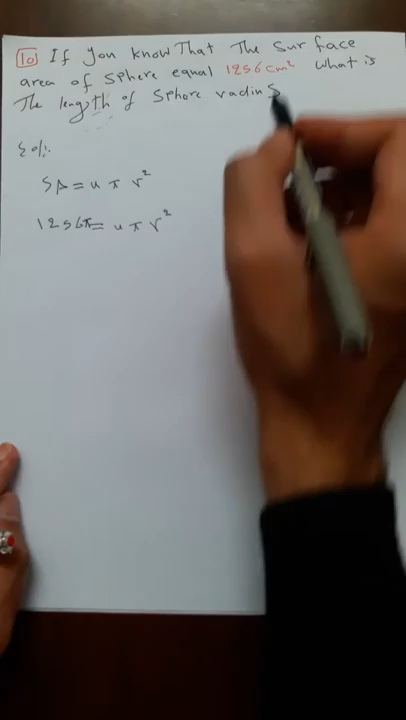 10 If you know That The Surface
area of sphere equal 1256 cm² what is
The length of Sphere radius
Sol:
SA = 4 π r²
1256π = 4 π r²